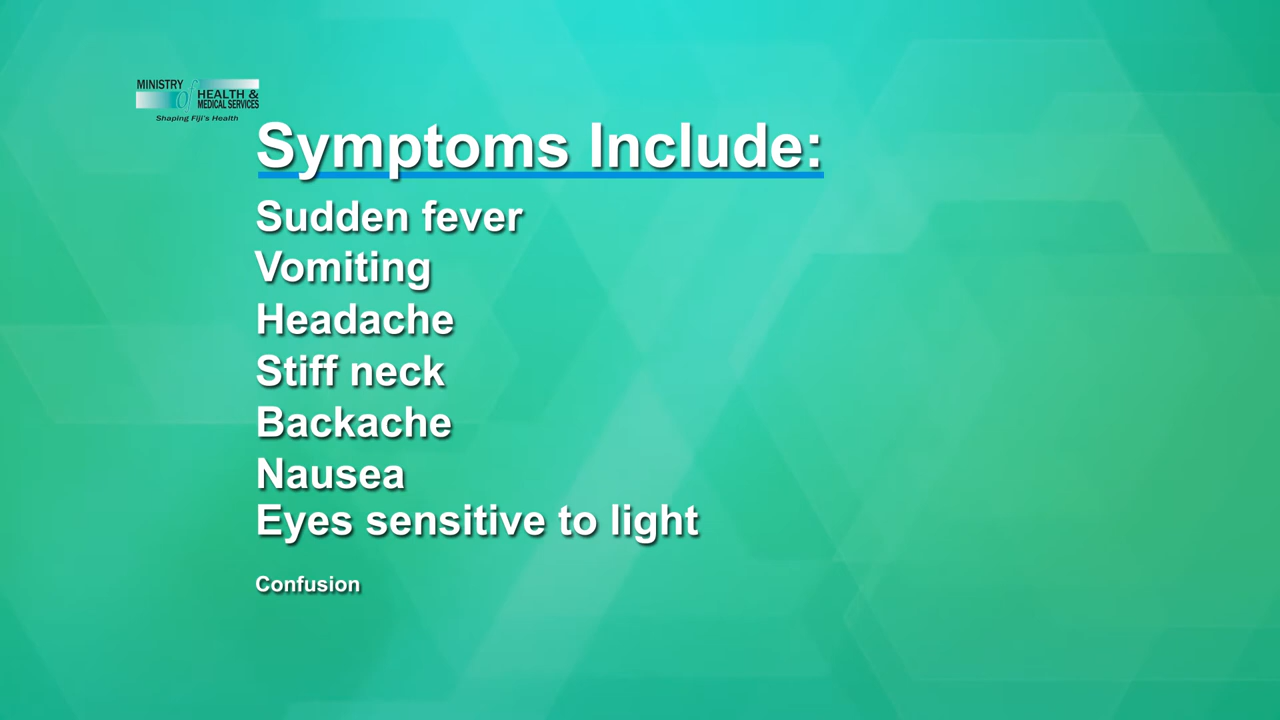 MINISTRY
of
HEALTH &
MEDICAL SERVICES
Shaping Fiji's Health
Symptoms Include:
Sudden fever
Vomiting
Headache
Stiff neck
Backache
Nausea
Eyes sensitive to light
Confusion